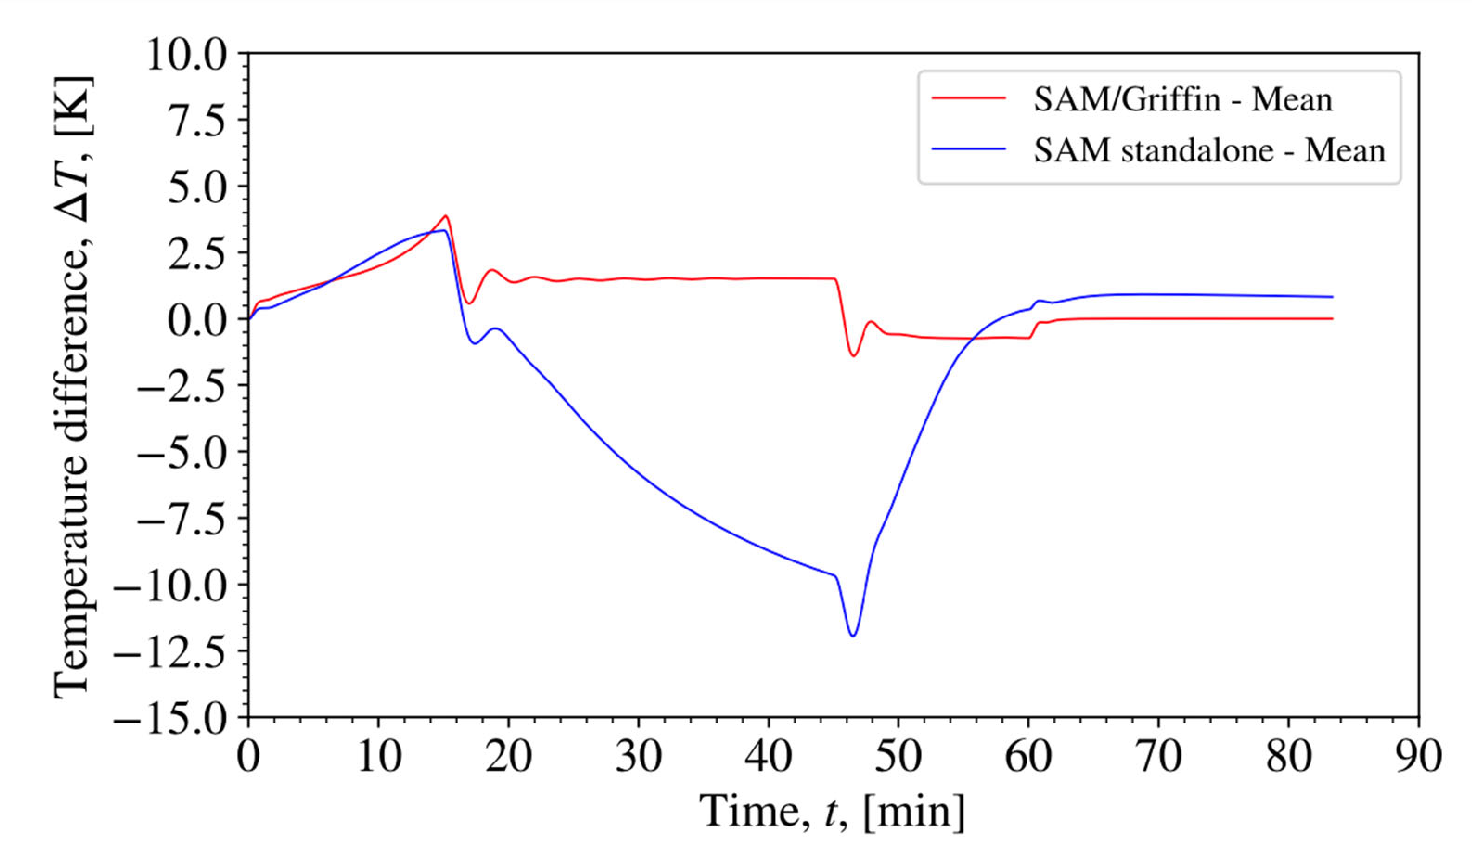 10.0
7.5
5.0
2.5
0.0
−2.5
−5.0
−7.5
−10.0
−12.5
−15.0
Temperature difference, ΔT, [K]
SAM/Griffin - Mean
SAM standalone - Mean
0 10 20 30 40 50 60 70 80 90
Time, t, [min]